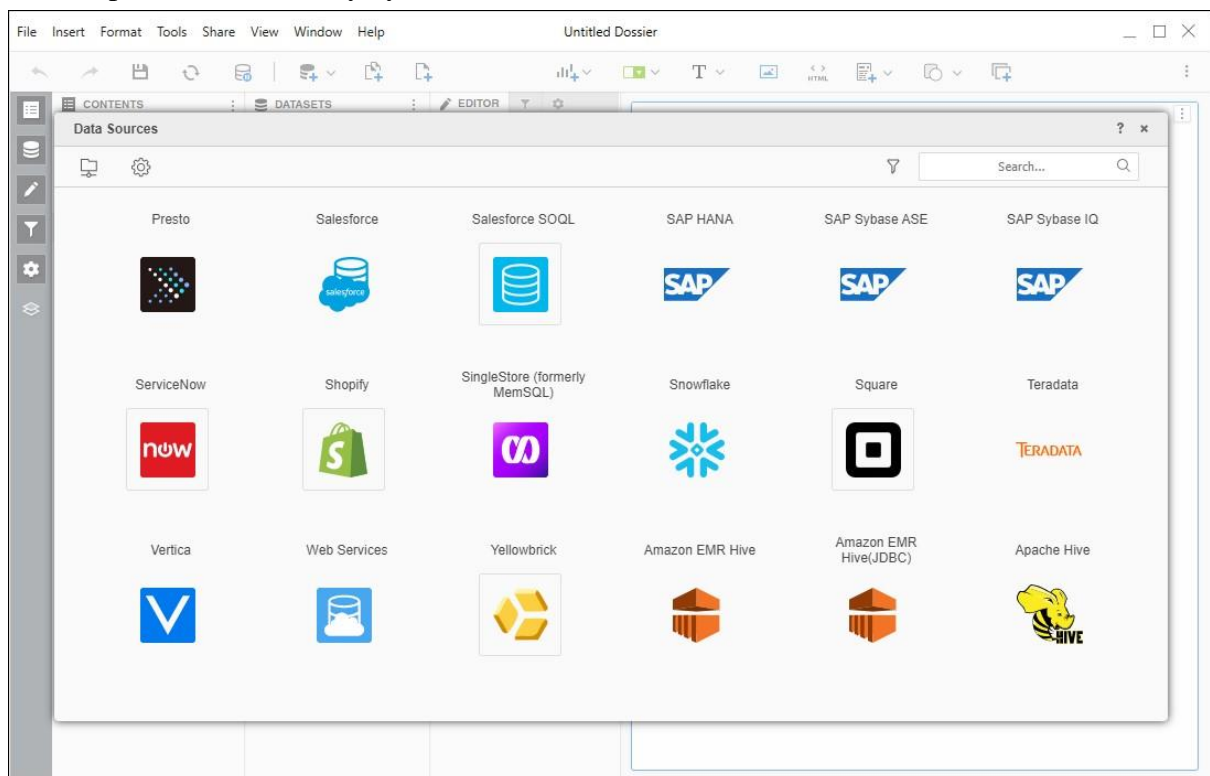 File Insert Format Tools Share View Window Help Untitled Dossier
T < > HTML
CONTENTS DATASETS EDITOR
Data Sources ?
Search...
Presto Salesforce Salesforce SOQL SAP HANA SAP Sybase ASE SAP Sybase IQ
salesforce SAP SAP SAP
ServiceNow Shopify SingleStore (formerly MemSQL) Snowflake Square Teradata
now S TERADATA
Vertica Web Services Yellowbrick Amazon EMR Hive Amazon EMR Hive(JDBC) Apache Hive
V HIVE